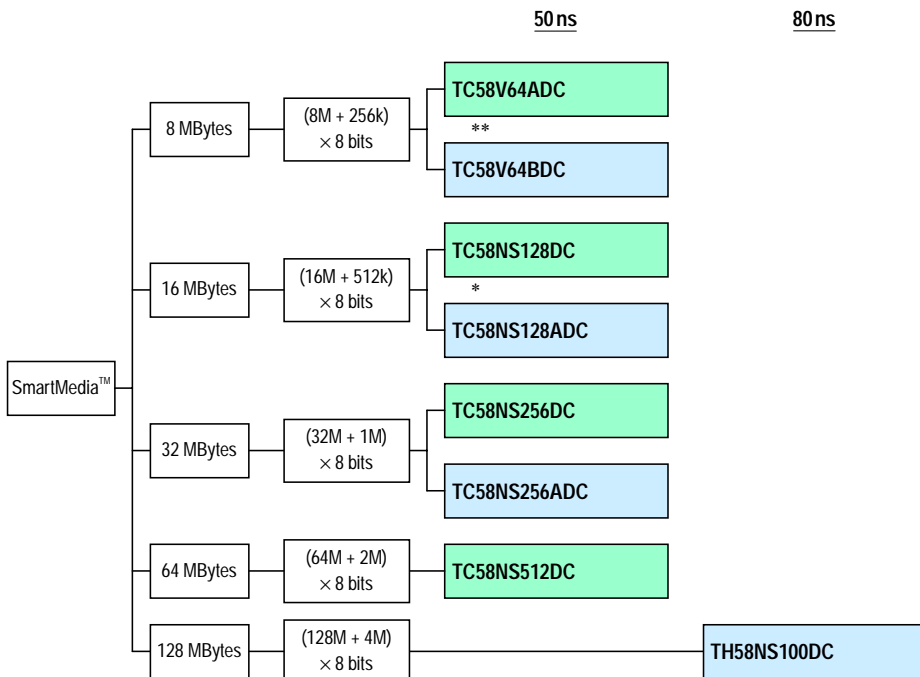 50 ns
80 ns
TC58V64ADC
8 MBytes
(8M + 256k)
× 8 bits
**
TC58V64BDC
TC58NS128DC
16 MBytes
(16M + 512k)
× 8 bits
*
TC58NS128ADC
SmartMedia™
TC58NS256DC
32 MBytes
(32M + 1M)
× 8 bits
TC58NS256ADC
64 MBytes
(64M + 2M)
× 8 bits
TC58NS512DC
128 MBytes
(128M + 4M)
× 8 bits
TH58NS100DC